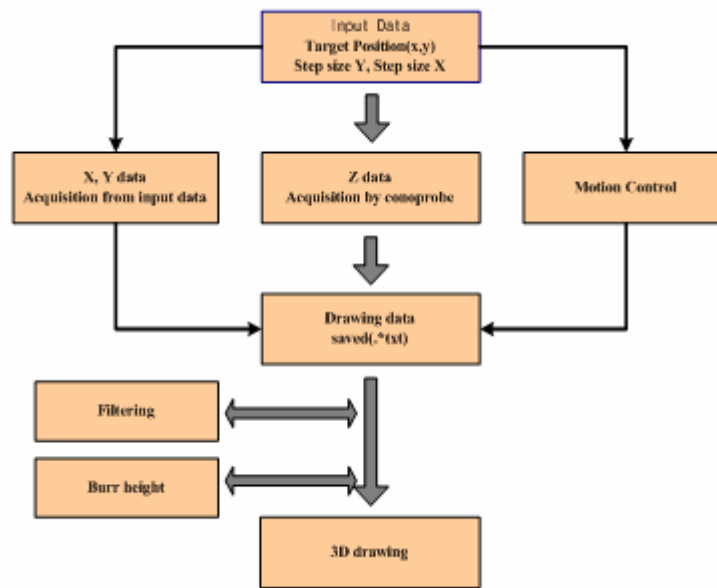 Input Data
Target Position(x,y)
Step size Y, Step size X
X, Y data
Acquisition from input data
Z data
Acquisition by conoprobe
Motion Control
Drawing data
saved(.*txt)
Filtering
Burr height
3D drawing